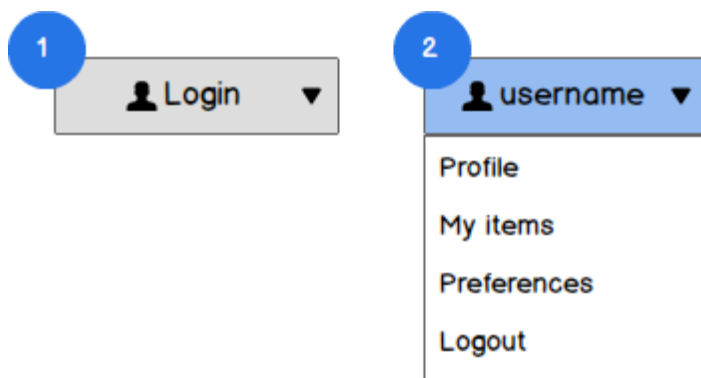 1
Login
2
username
Profile
My items
Preferences
Logout